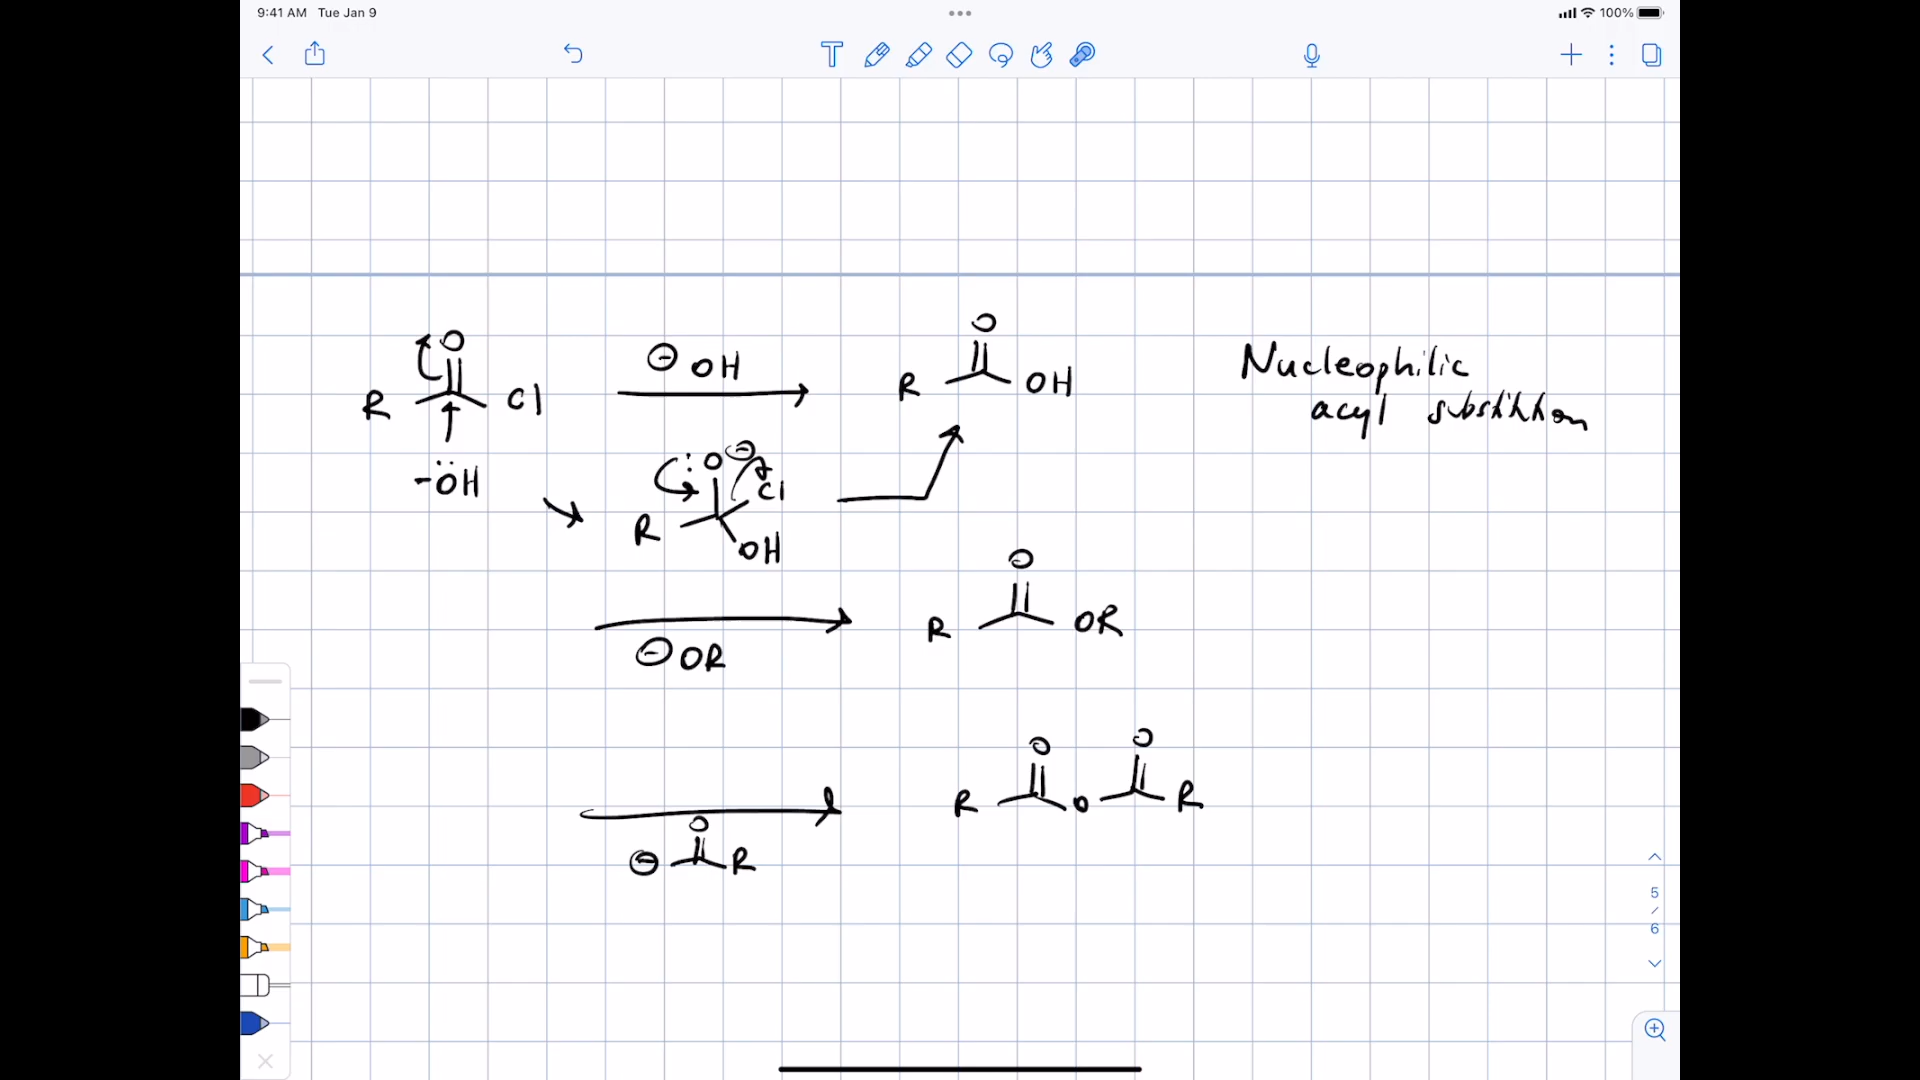 9:41 AM Tue Jan 9
100%
O
R Cl
⊖ OH
O
R OH
Nucleophilic
acyl substitution
-ÖH
:O ⊖
Cl
R
OH
O
R OR
⊖ OR
O O
R O R
O
⊖ R
5
/
6